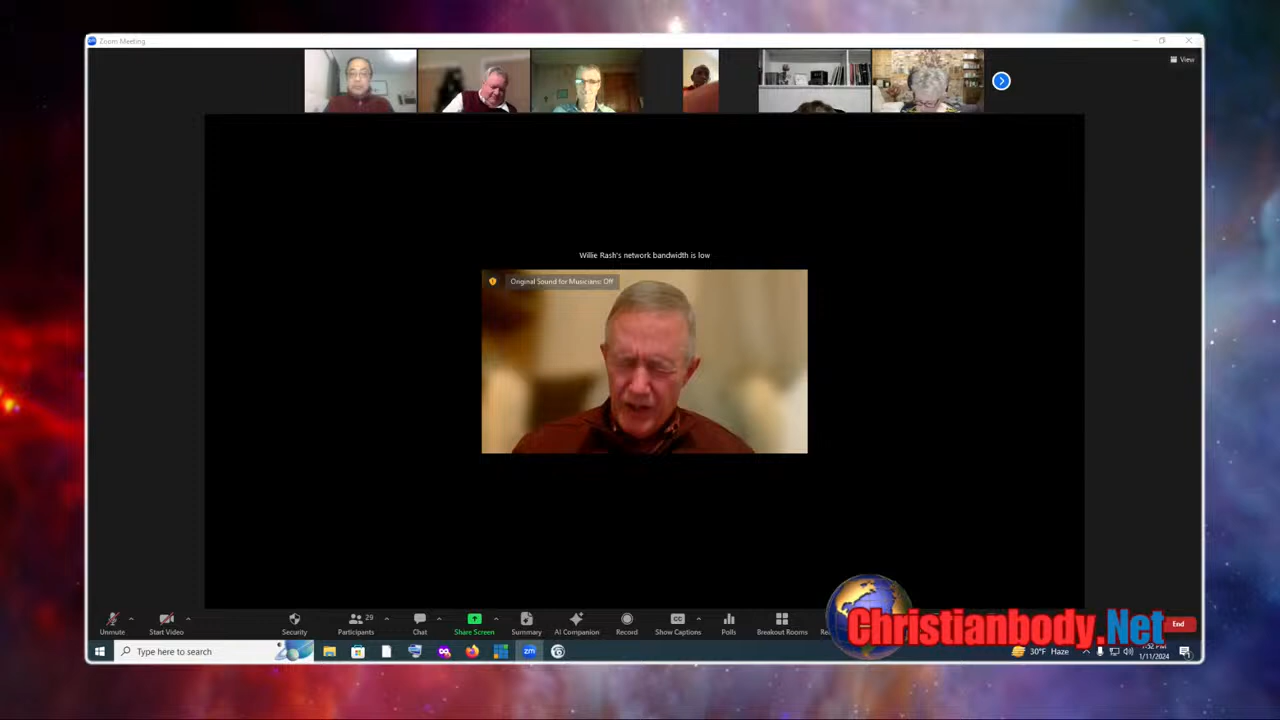 Zoom Meeting
View
Willie Rash's network bandwidth is low
Original Sound for Musicians: Off
Unmute
Start Video
Security
29
Participants
Chat
Share Screen
Summary
AI Companion
Record
CC
Show Captions
Polls
Breakout Rooms
End
Christianbody.Net
Type here to search
zm
30°F Haze
1/11/2024